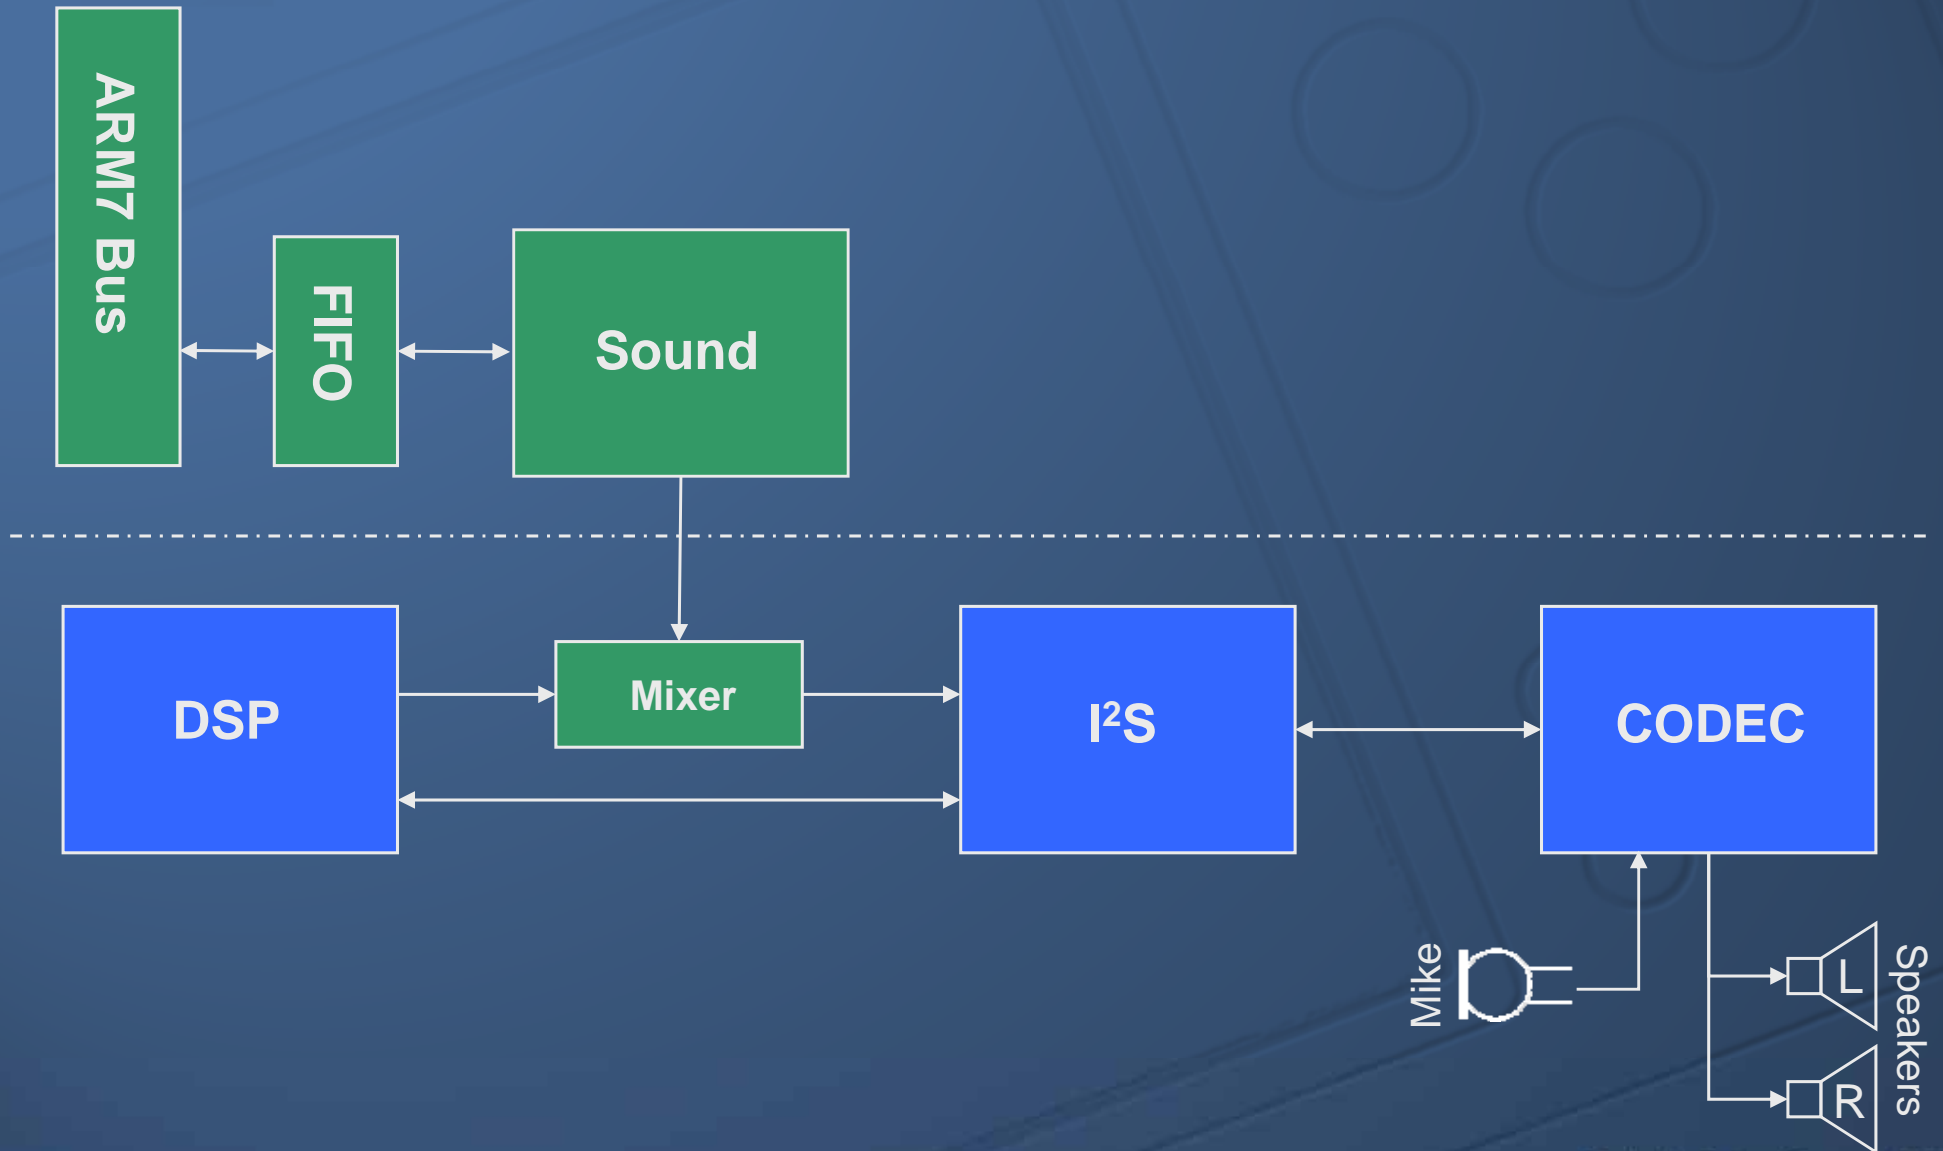 ARM7 Bus
FIFO
Sound
DSP
Mixer
I²S
CODEC
Mike
L
R
Speakers